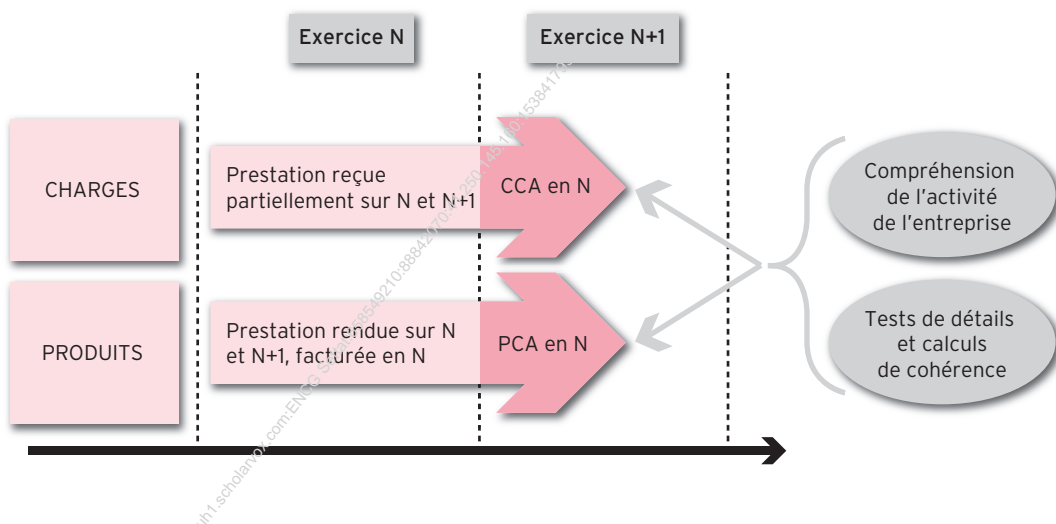 Exercice N
Exercice N+1
CHARGES
Prestation reçue
partiellement sur N et N+1
CCA en N
Compréhension
de l’activité
de l’entreprise
PRODUITS
Prestation rendue sur N
et N+1, facturée en N
PCA en N
Tests de détails
et calculs
de cohérence